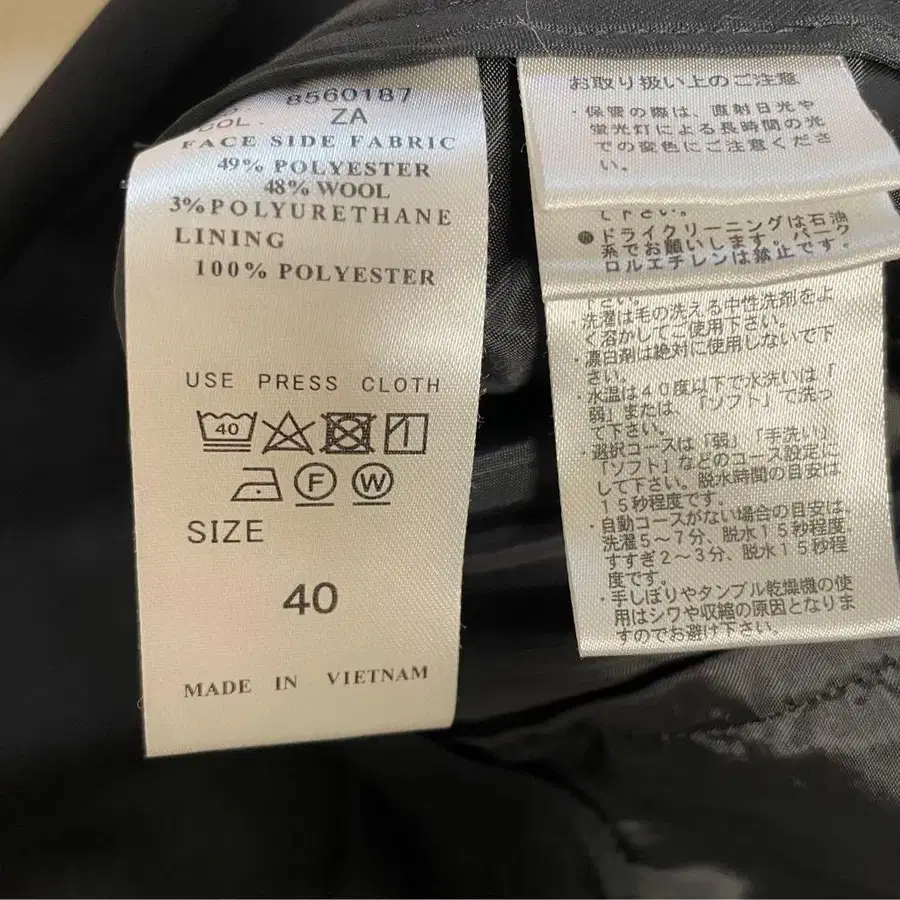 8560187
COL. ZA
FACE SIDE FABRIC
49% POLYESTER
48% WOOL
3%POLYURETHANE
LINING
100% POLYESTER
USE PRESS CLOTH
40
F W
SIZE
40
MADE IN VIETNAM
お取り扱い上のご注意
・保管の際は、直射日光や
蛍光灯による長時間の光
での変色にご注意くださ
い。
して下さい。
●ドライクリーニングは石油
系でお願いします。パーク
ロルエチレンは禁止です。
下さい。
・洗濯は毛の洗える中性洗剤をよ
く溶かしてご使用下さい。
・漂白剤は絶対に使用しないで下
さい。
・水温は40度以下で水洗いは「
弱」または、「ソフト」で洗っ
て下さい。
・選択コースは「弱」「手洗い」
「ソフト」などのコース設定に
して下さい。脱水時間の目安は
15秒程度です。
・自動コースがない場合の目安は、
洗濯5～7分、脱水15秒程度、
すすぎ2～3分、脱水15秒程
度です。
・手しぼりやタンブル乾燥機の使
用はシワや収縮の原因となりま
すのでお避け下さい。